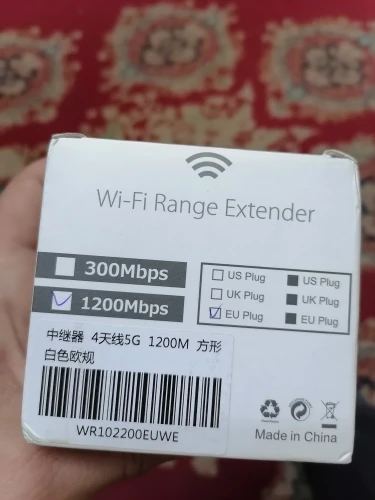 Wi-Fi Range Extender
300Mbps
1200Mbps
US Plug
US Plug
UK Plug
UK Plug
EU Plug
EU Plug
中继器 4天线5G 1200M 方形
白色欧规
WR102200EUWE
Made in China